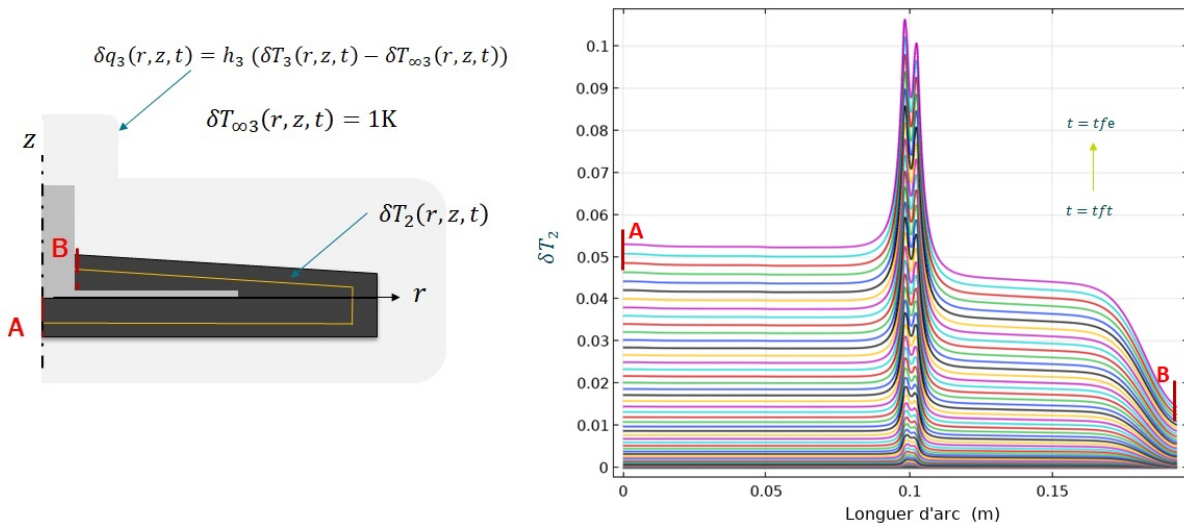 δq₃(r, z, t) = h₃ (δT₃(r, z, t) − δT∞₃(r, z, t))
δT∞₃(r, z, t) = 1K
z
δT₂(r, z, t)
B
r
A
0.1
0.09
0.08
0.07
0.06
0.05
0.04
0.03
0.02
0.01
0
δT₂
A
t = tfe
t = tft
B
0
0.05
0.1
0.15
Longuer d'arc (m)